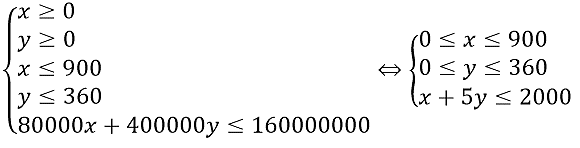 x ≥ 0
y ≥ 0
x ≤ 900
y ≤ 360
80000x + 400000y ≤ 160000000
⇔
0 ≤ x ≤ 900
0 ≤ y ≤ 360
x + 5y ≤ 2000